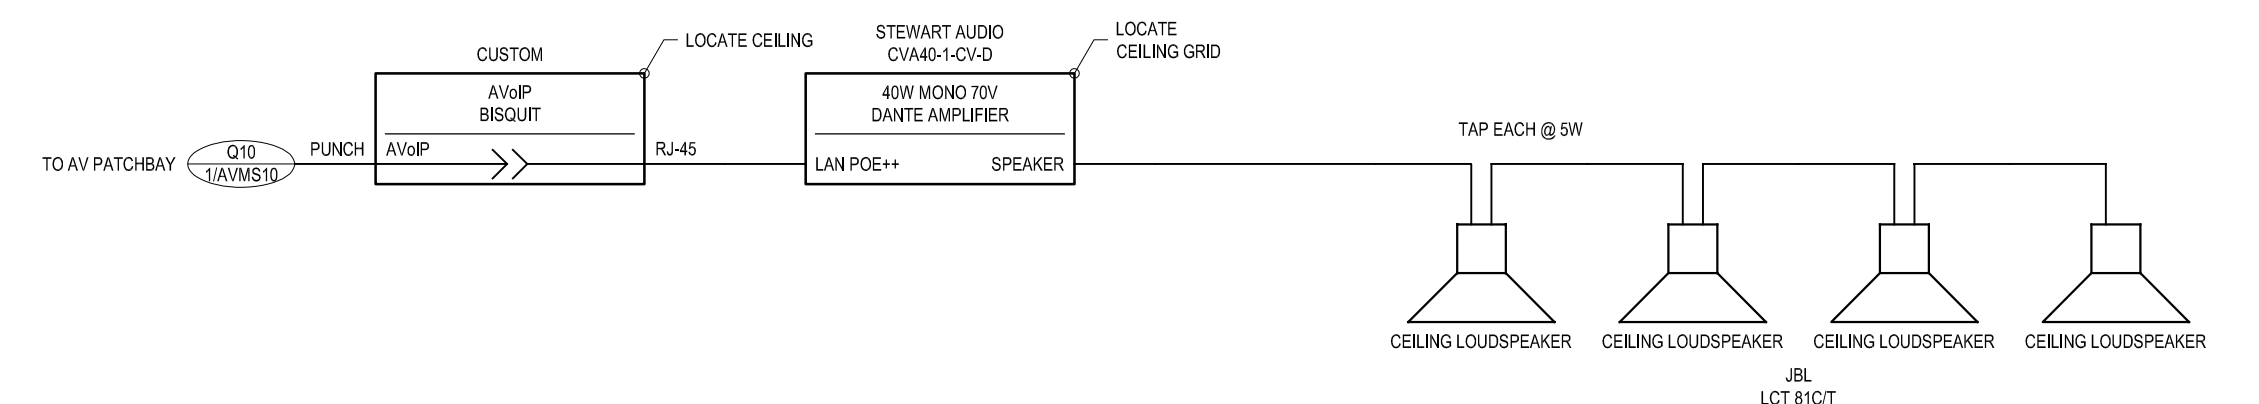 CUSTOM
LOCATE CEILING
STEWART AUDIO
CVA40-1-CV-D
LOCATE
CEILING GRID
AVoIP
BISQUIT
40W MONO 70V
DANTE AMPLIFIER
TAP EACH @ 5W
TO AV PATCHBAY
Q10
1/AVMS10
PUNCH
AVoIP
RJ-45
LAN POE++
SPEAKER
CEILING LOUDSPEAKER
CEILING LOUDSPEAKER
CEILING LOUDSPEAKER
CEILING LOUDSPEAKER
JBL
LCT 81C/T